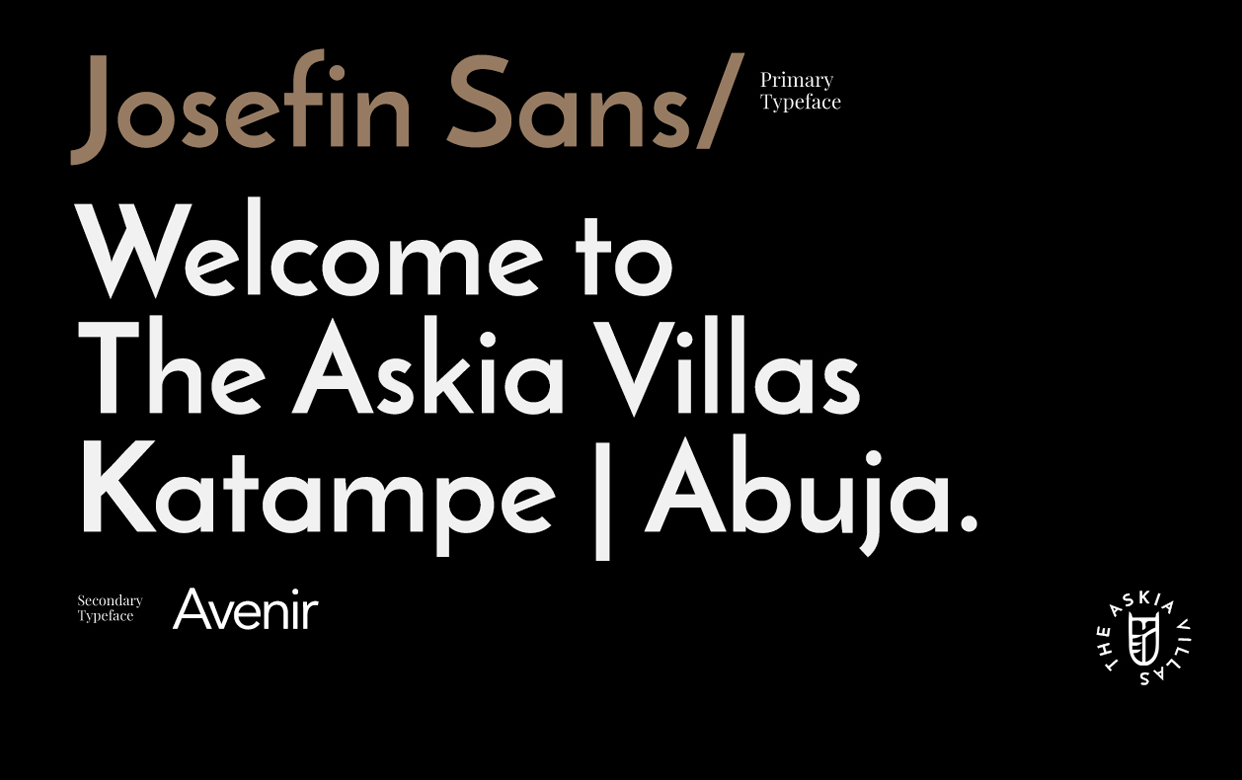 Josefin Sans/
Primary
Typeface
Welcome to
The Askia Villas
Katampe | Abuja.
Secondary
Typeface
Avenir
THE ASKIA VILLAS